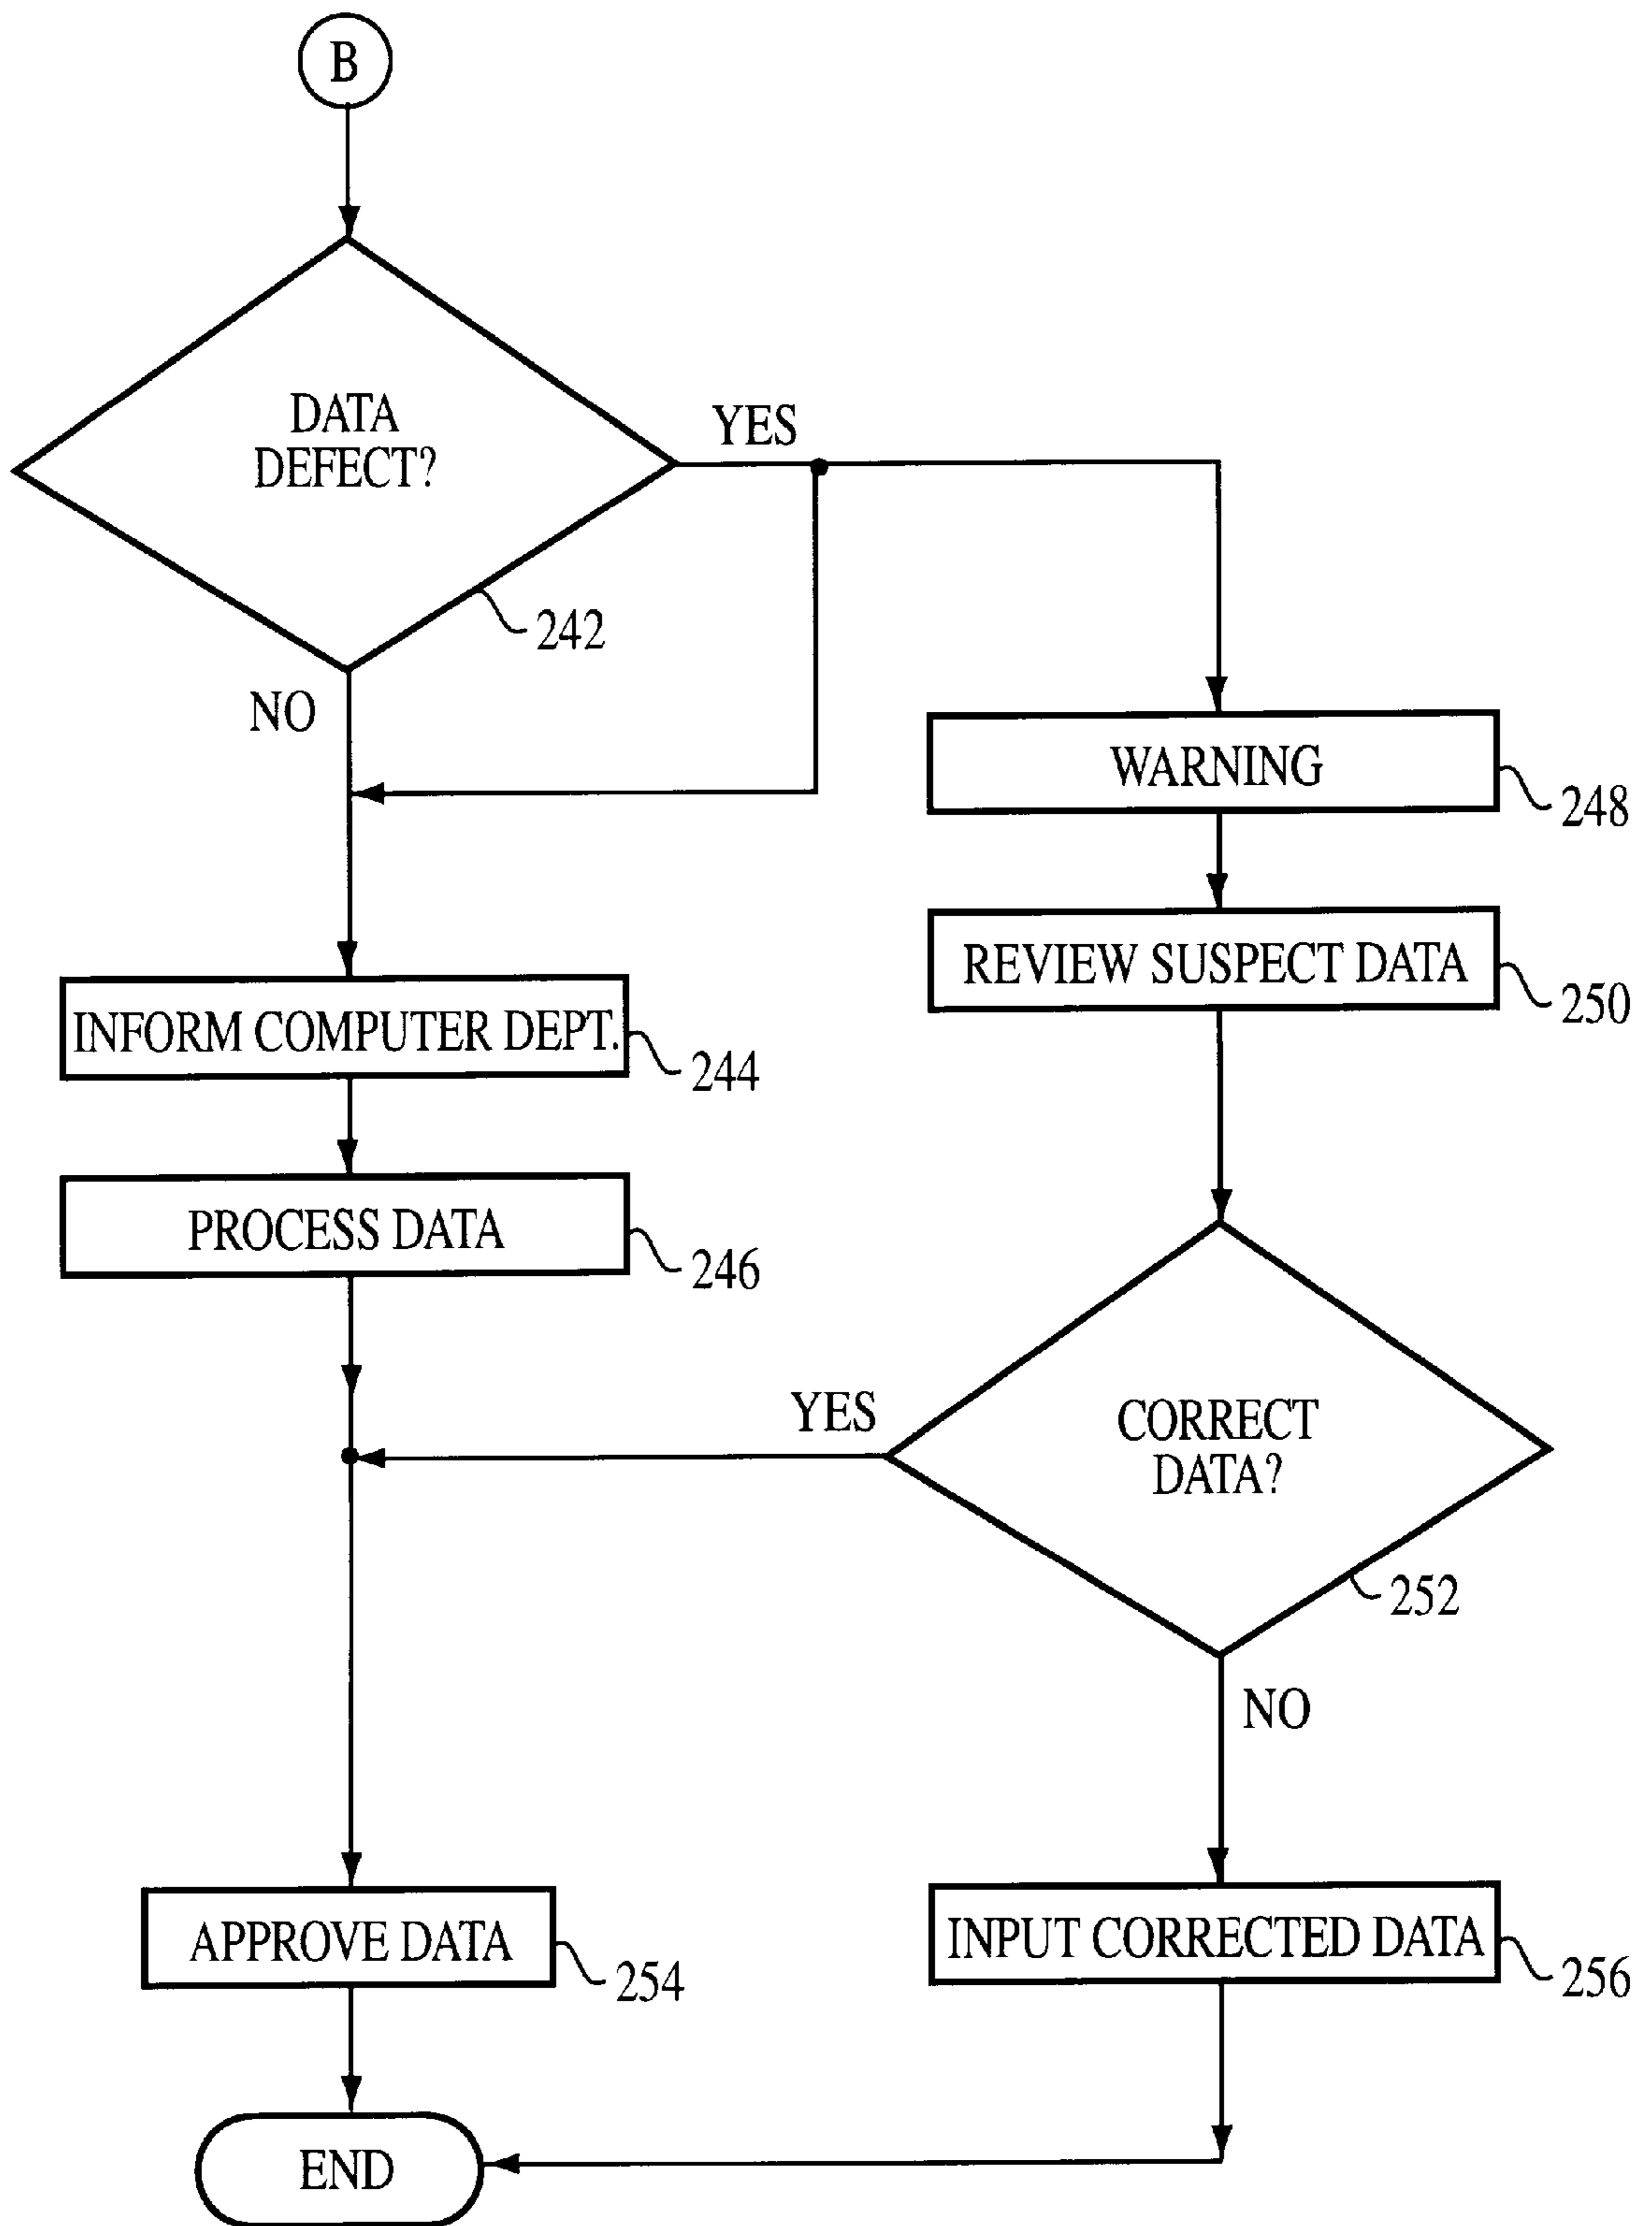 B
DATA
DEFECT?
YES
242
NO
WARNING
248
REVIEW SUSPECT DATA
250
INFORM COMPUTER DEPT.
244
PROCESS DATA
246
YES
CORRECT
DATA?
252
NO
APPROVE DATA
254
INPUT CORRECTED DATA
256
END